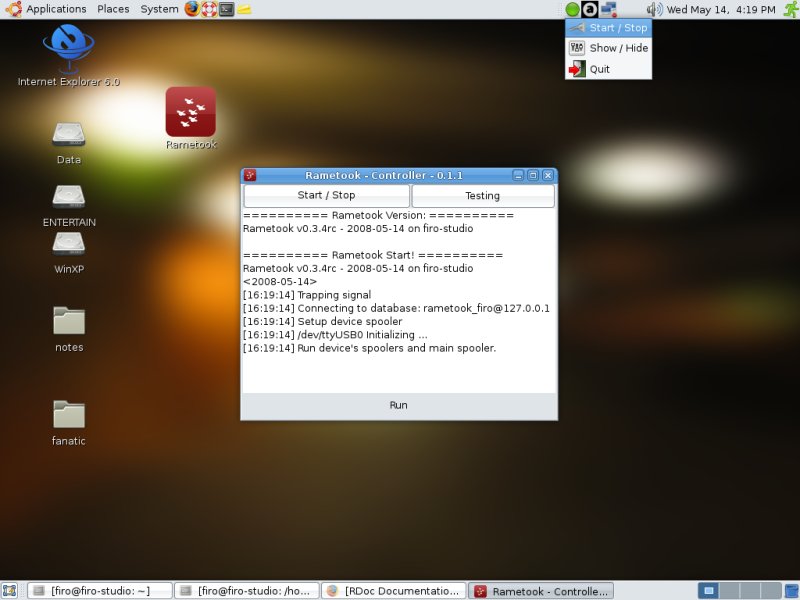 Applications Places System
Wed May 14, 4:19 PM
Start / Stop
Show / Hide
Quit
Internet Explorer 6.0
Rametook
Data
ENTERTAIN
WinXP
notes
fanatic
Rametook - Controller - 0.1.1
Start / Stop Testing
========== Rametook Version: ==========
Rametook v0.3.4rc - 2008-05-14 on firo-studio
========== Rametook Start! ==========
Rametook v0.3.4rc - 2008-05-14 on firo-studio
<2008-05-14>
[16:19:14] Trapping signal
[16:19:14] Connecting to database: rametook_firo@127.0.0.1
[16:19:14] Setup device spooler
[16:19:14] /dev/ttyUSB0 Initializing ...
[16:19:14] Run device's spoolers and main spooler.
Run
[firo@firo-studio: ~] [firo@firo-studio: /ho... [RDoc Documentatio... Rametook - Controlle...